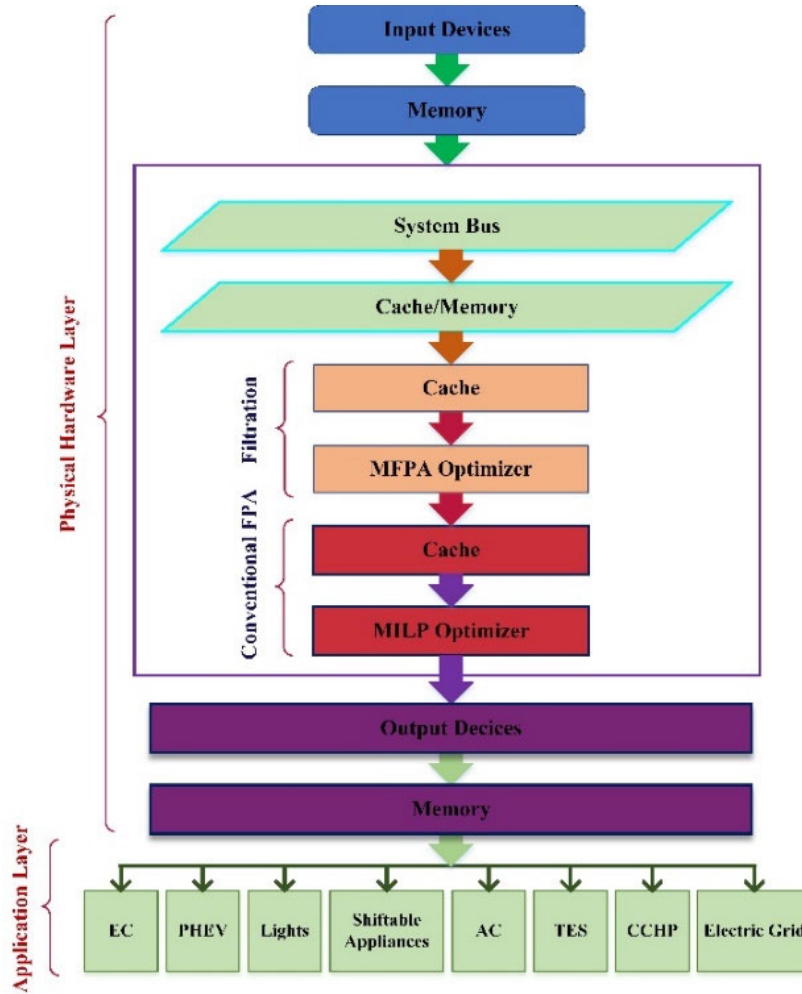 Input Devices
Memory
System Bus
Cache/Memory
Cache
MFPA Optimizer
Cache
MILP Optimizer
Output Decices
Memory
Physical Hardware Layer
Filtration
Conventional FPA
Application Layer
EC
PHEV
Lights
Shiftable
Appliances
AC
TES
CCHP
Electric Grid